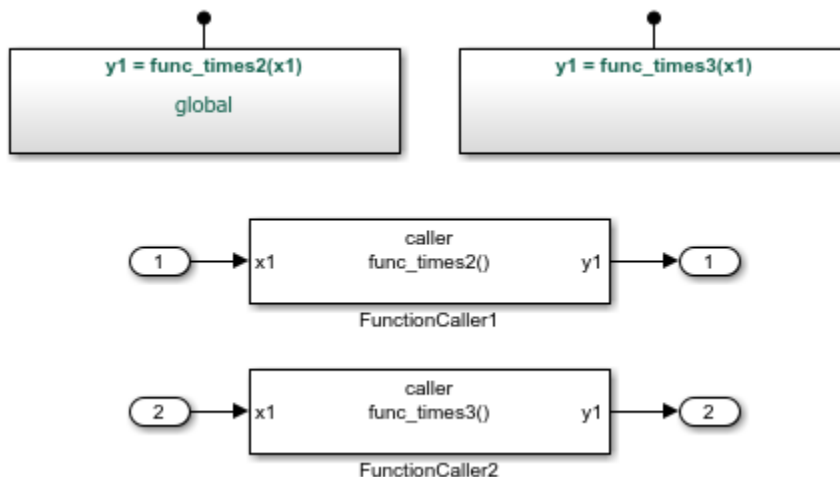 y1 = func_times2(x1)
global
y1 = func_times3(x1)
caller
1 x1 func_times2() y1 1
FunctionCaller1
caller
2 x1 func_times3() y1 2
FunctionCaller2